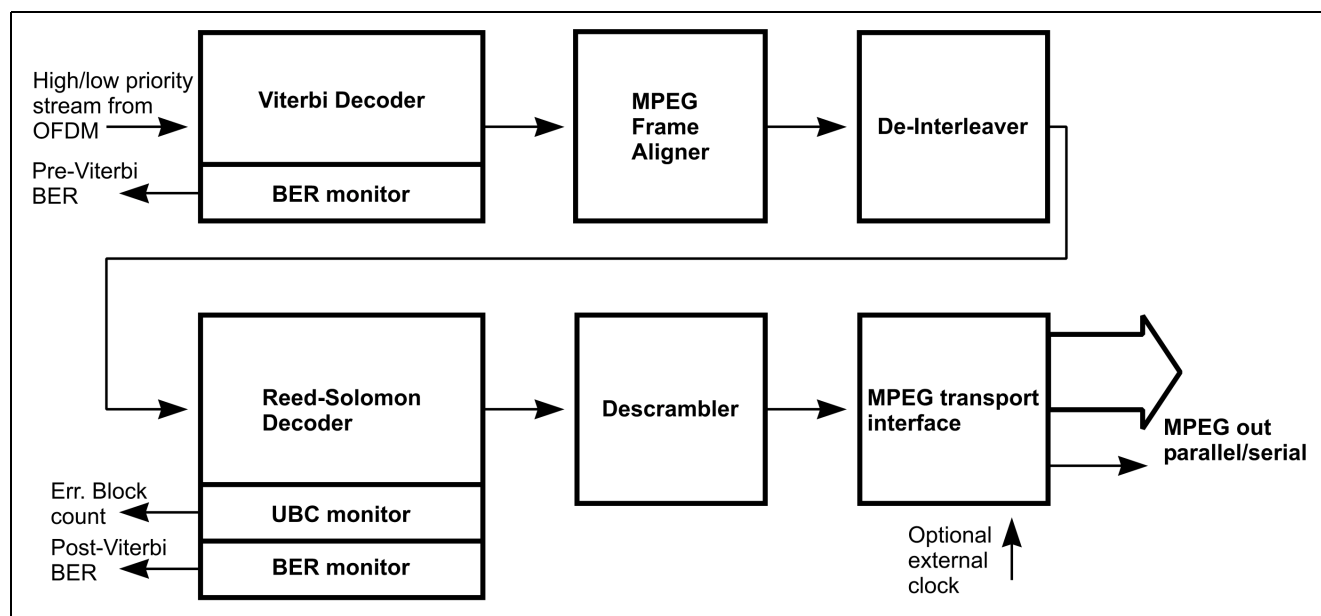 High/low priority
stream from
OFDM
Viterbi Decoder
Pre-Viterbi
BER
BER monitor
MPEG
Frame
Aligner
De-Interleaver
Reed-Solomon
Decoder
Err. Block
count
UBC monitor
Post-Viterbi
BER
BER monitor
Descrambler
MPEG transport
interface
MPEG out
parallel/serial
Optional
external
clock